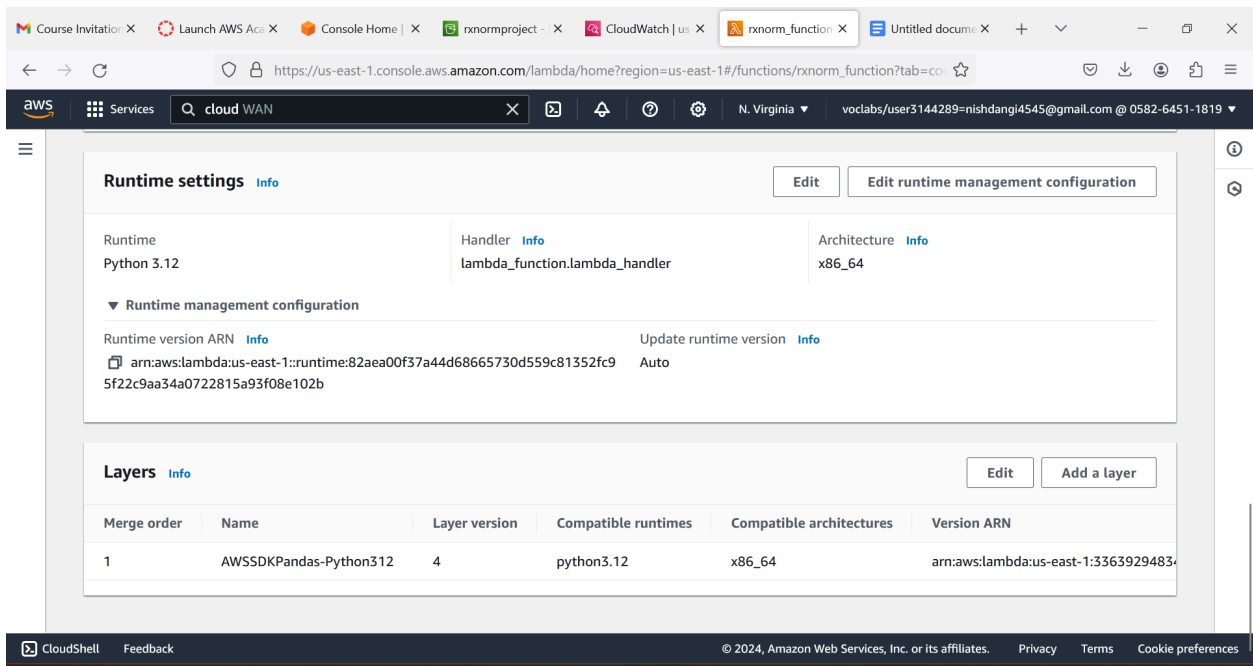 Course Invitation
Launch AWS Aca
Console Home |
rxnormproject -
CloudWatch | us
rxnorm_function
Untitled docume
https://us-east-1.console.aws.amazon.com/lambda/home?region=us-east-1#/functions/rxnorm_function?tab=co
aws Services cloud WAN N. Virginia ▼ voclabs/user3144289=nishdangi4545@gmail.com @ 0582-6451-1819 ▼
Runtime settings Info Edit Edit runtime management configuration
Runtime Handler Info Architecture Info
Python 3.12 lambda_function.lambda_handler x86_64
▼ Runtime management configuration
Runtime version ARN Info Update runtime version Info
arn:aws:lambda:us-east-1::runtime:82aea00f37a44d68665730d559c81352fc9 Auto
5f22c9aa34a0722815a93f08e102b
Layers Info Edit Add a layer
Merge order Name Layer version Compatible runtimes Compatible architectures Version ARN
1 AWSSDKPandas-Python312 4 python3.12 x86_64 arn:aws:lambda:us-east-1:33639294834
CloudShell Feedback © 2024, Amazon Web Services, Inc. or its affiliates. Privacy Terms Cookie preferences